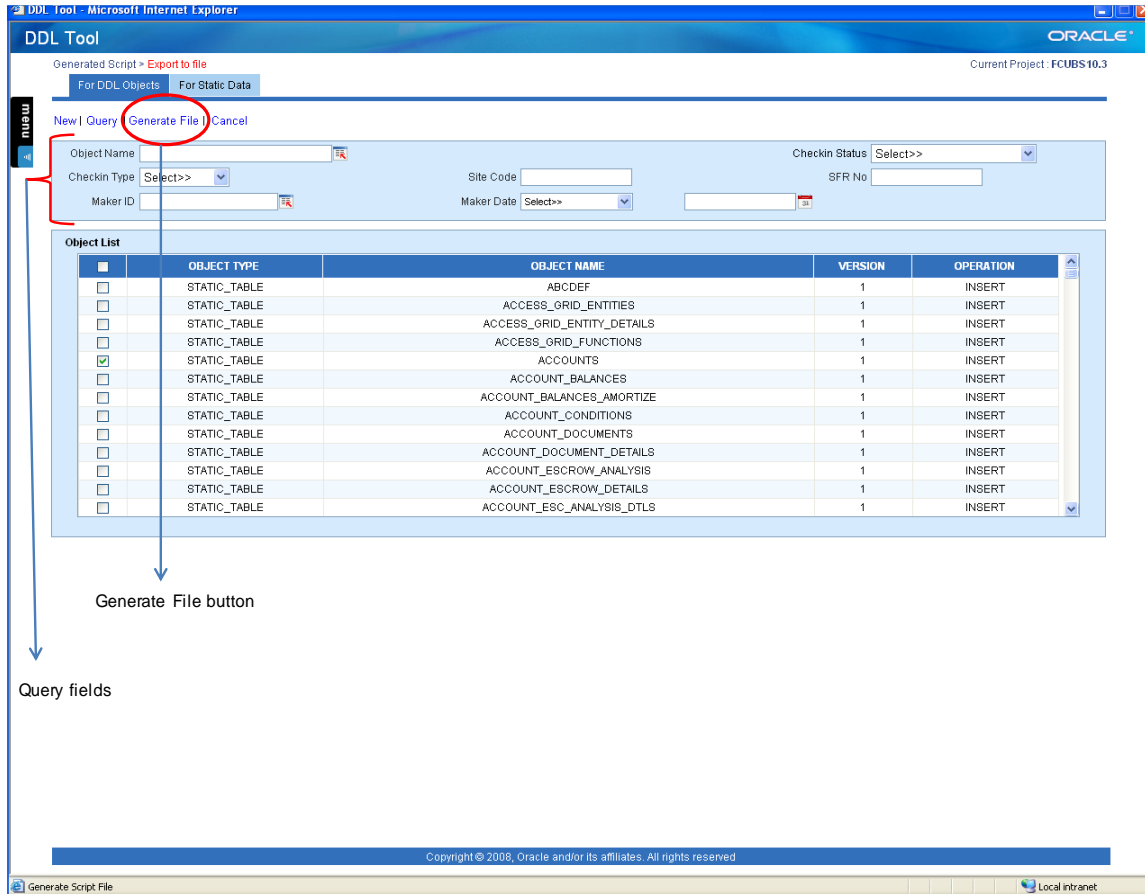 DDL Tool - Microsoft Internet Explorer
DDL Tool
ORACLE
Generated Script > Export to file
Current Project : FCUBS10.3
For DDL Objects For Static Data
menu
New | Query | Generate File | Cancel
Object Name
Checkin Status Select>>
Checkin Type Select>> Site Code SFR No
Maker ID Maker Date Select>>
Object List
OBJECT TYPE OBJECT NAME VERSION OPERATION
STATIC_TABLE ABCDEF 1 INSERT
STATIC_TABLE ACCESS_GRID_ENTITIES 1 INSERT
STATIC_TABLE ACCESS_GRID_ENTITY_DETAILS 1 INSERT
STATIC_TABLE ACCESS_GRID_FUNCTIONS 1 INSERT
STATIC_TABLE ACCOUNTS 1 INSERT
STATIC_TABLE ACCOUNT_BALANCES 1 INSERT
STATIC_TABLE ACCOUNT_BALANCES_AMORTIZE 1 INSERT
STATIC_TABLE ACCOUNT_CONDITIONS 1 INSERT
STATIC_TABLE ACCOUNT_DOCUMENTS 1 INSERT
STATIC_TABLE ACCOUNT_DOCUMENT_DETAILS 1 INSERT
STATIC_TABLE ACCOUNT_ESCROW_ANALYSIS 1 INSERT
STATIC_TABLE ACCOUNT_ESCROW_DETAILS 1 INSERT
STATIC_TABLE ACCOUNT_ESC_ANALYSIS_DTLS 1 INSERT
Generate File button
Query fields
Copyright © 2008, Oracle and/or its affiliates. All rights reserved
Generate Script File
Local intranet